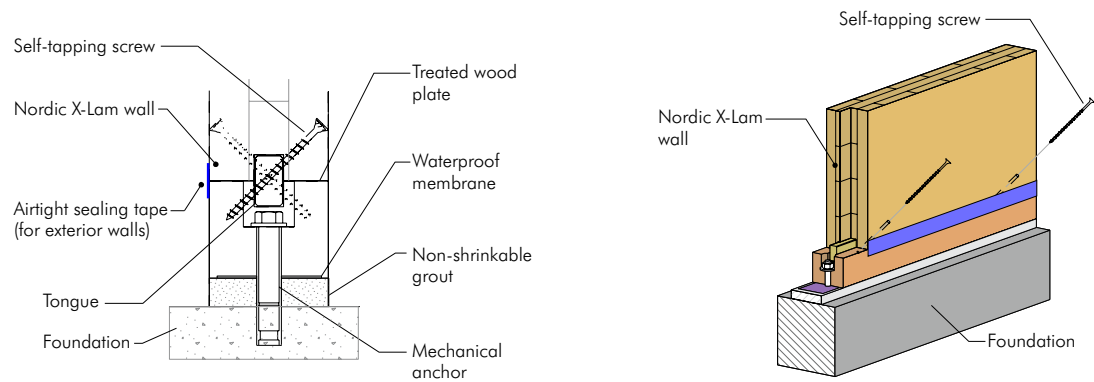 Self-tapping screw
Nordic X-Lam wall
Airtight sealing tape
(for exterior walls)
Tongue
Foundation
Treated wood
plate
Waterproof
membrane
Non-shrinkable
grout
Mechanical
anchor
Self-tapping screw
Nordic X-Lam
wall
Foundation